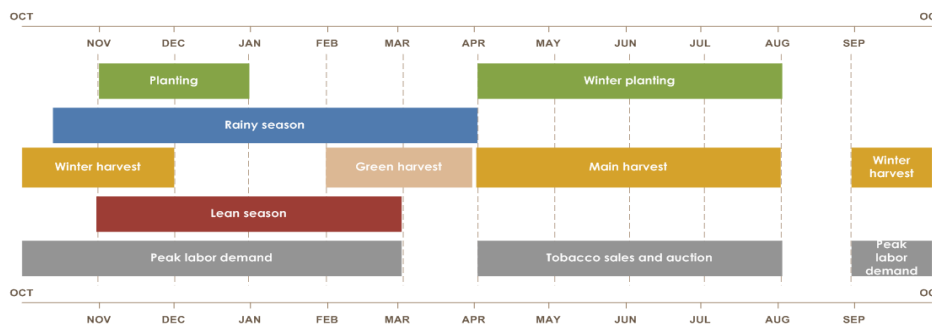 OCT
NOV DEC JAN FEB MAR APR MAY JUN JUL AUG SEP
Planting
Winter planting
Rainy season
Winter harvest
Green harvest
Main harvest
Winter
harvest
Lean season
Peak labor demand
Tobacco sales and auction
Peak
labor
demand
OCT
NOV DEC JAN FEB MAR APR MAY JUN JUL AUG SEP